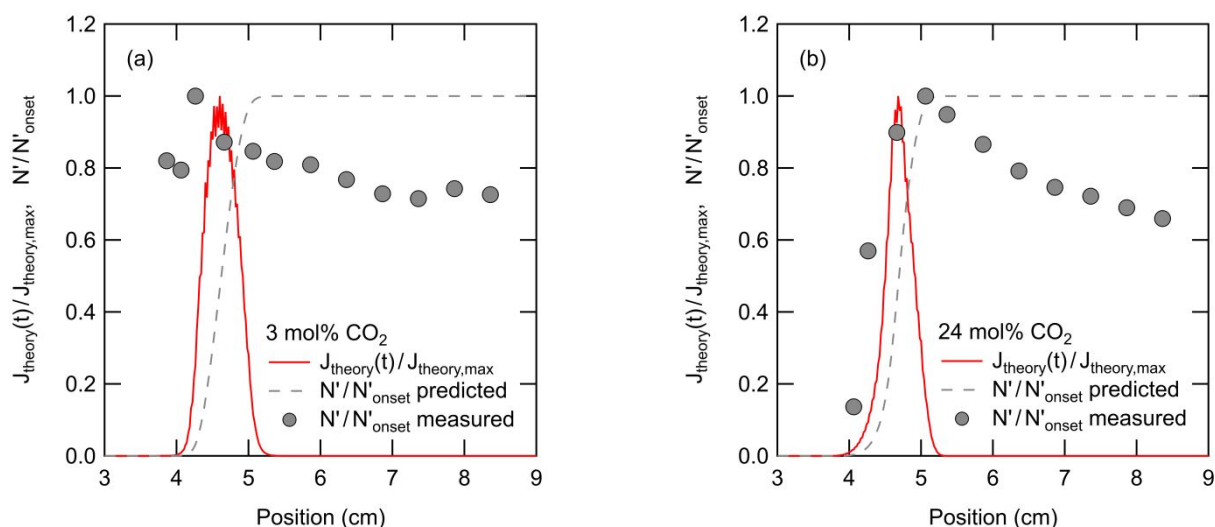 (a)
J_theory(t)/J_theory,max, N'/N'_onset
1.2
1.0
0.8
0.6
0.4
0.2
0.0
3 mol% CO₂
J_theory(t)/J_theory,max
N'/N'_onset predicted
N'/N'_onset measured
3 4 5 6 7 8 9
Position (cm)
(b)
J_theory(t)/J_theory,max, N'/N'_onset
1.2
1.0
0.8
0.6
0.4
0.2
0.0
24 mol% CO₂
J_theory(t)/J_theory,max
N'/N'_onset predicted
N'/N'_onset measured
3 4 5 6 7 8 9
Position (cm)